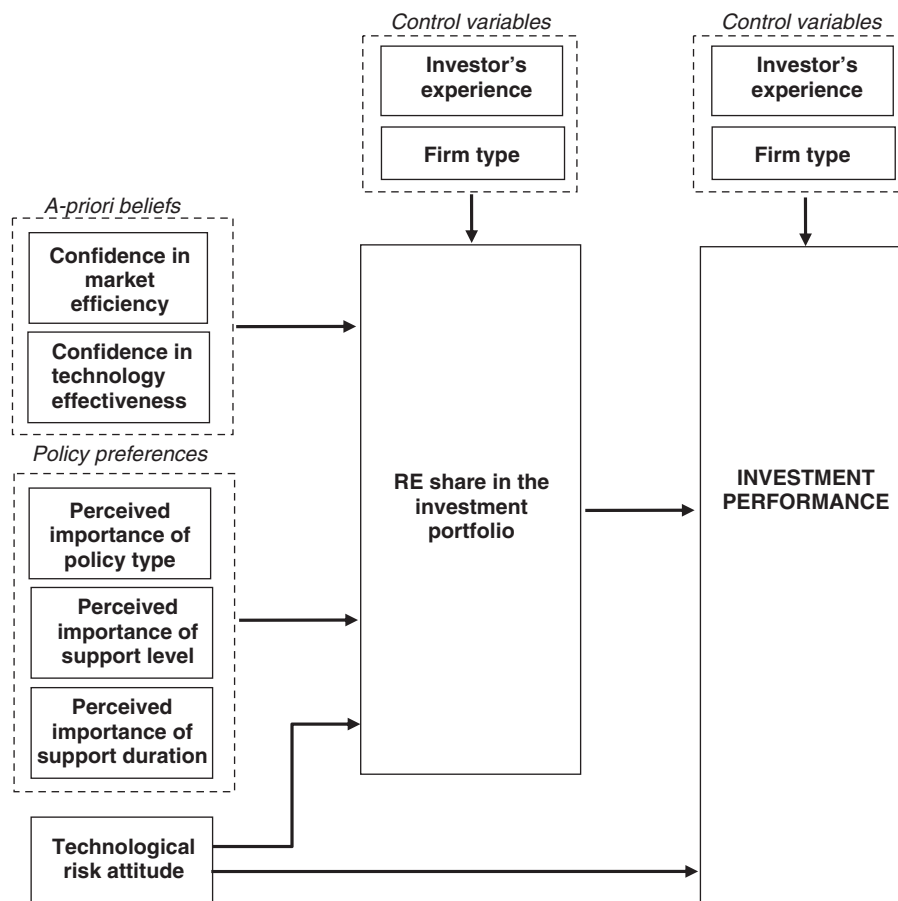 Control variables
Investor's
experience
Firm type
Control variables
Investor's
experience
Firm type
A-priori beliefs
Confidence in
market
efficiency
Confidence in
technology
effectiveness
Policy preferences
Perceived
importance of
policy type
Perceived
importance of
support level
Perceived
importance of
support duration
Technological
risk attitude
RE share in the
investment
portfolio
INVESTMENT
PERFORMANCE